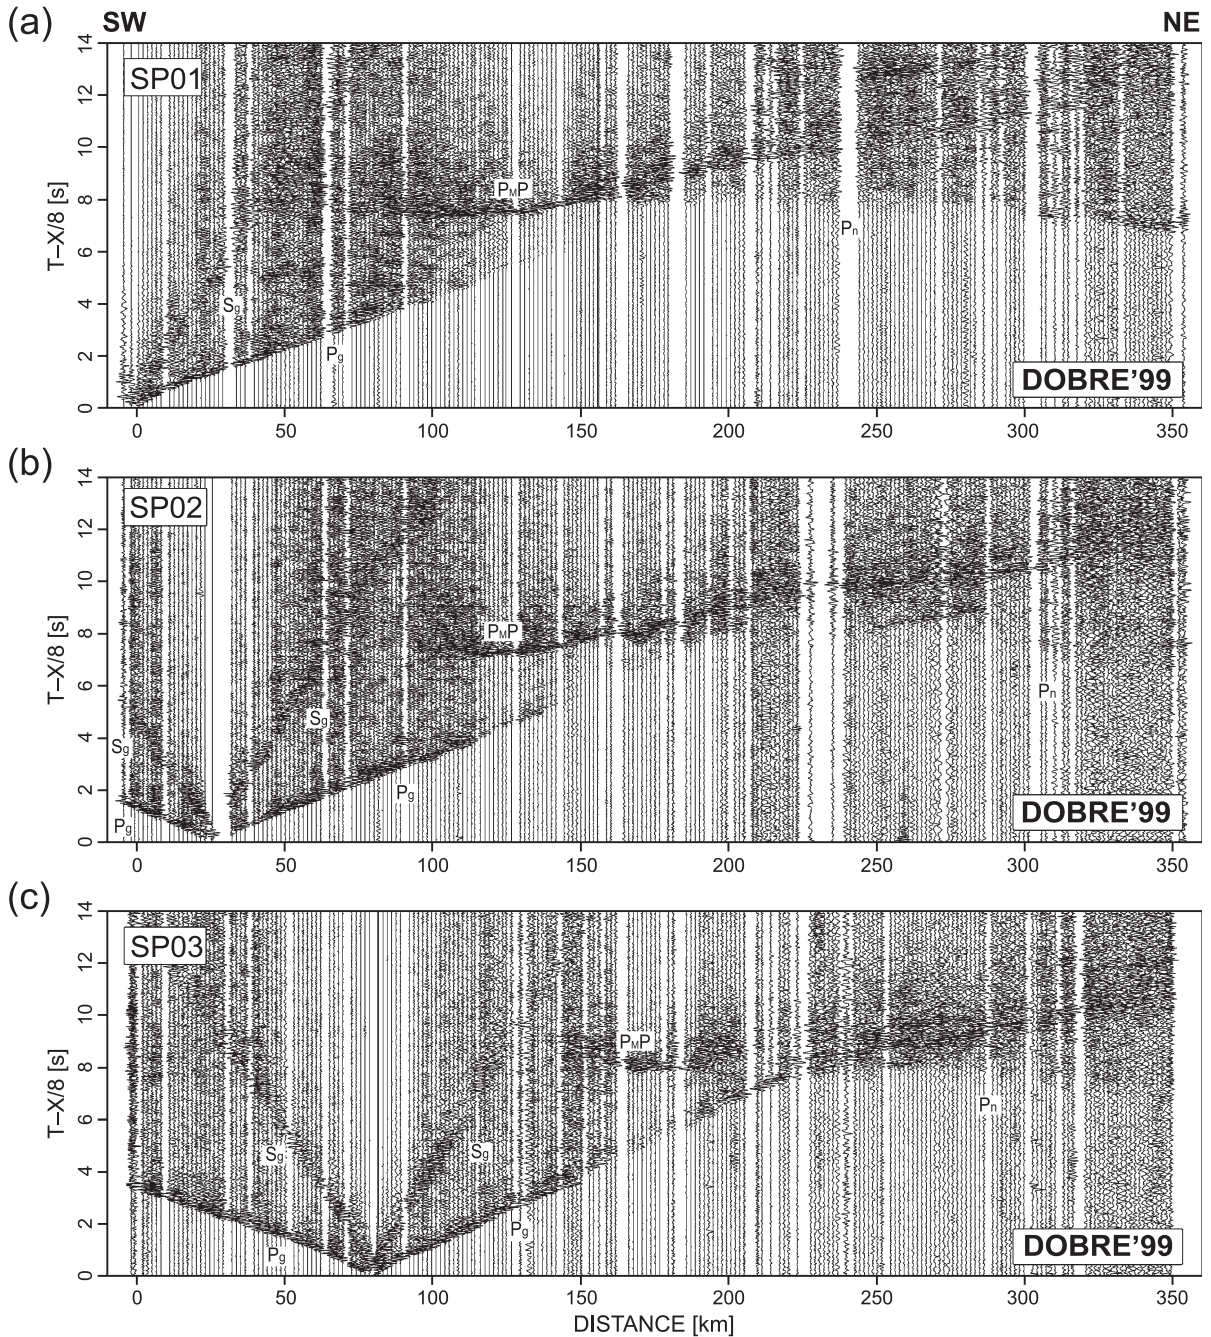 (a) SW NE
14
SP01
12
10
8
6
4
2
0
T–X/8 [s]
PMP
Pn
Sg
Pg
DOBRE’99
0 50 100 150 200 250 300 350
(b)
14
SP02
12
10
8
6
4
2
0
T–X/8 [s]
PMP
Pn
Sg
Sg
Pg
Pg
DOBRE’99
0 50 100 150 200 250 300 350
(c)
14
SP03
12
10
8
6
4
2
0
T–X/8 [s]
PMP
Pn
Sg
Sg
Pg
Pg
DOBRE’99
0 50 100 150 200 250 300 350
DISTANCE [km]